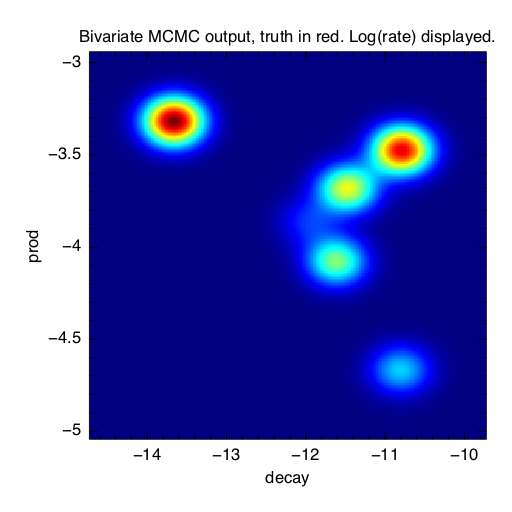 Bivariate MCMC output, truth in red. Log(rate) displayed.
−3
−3.5
−4
−4.5
−5
prod
−14 −13 −12 −11 −10
decay